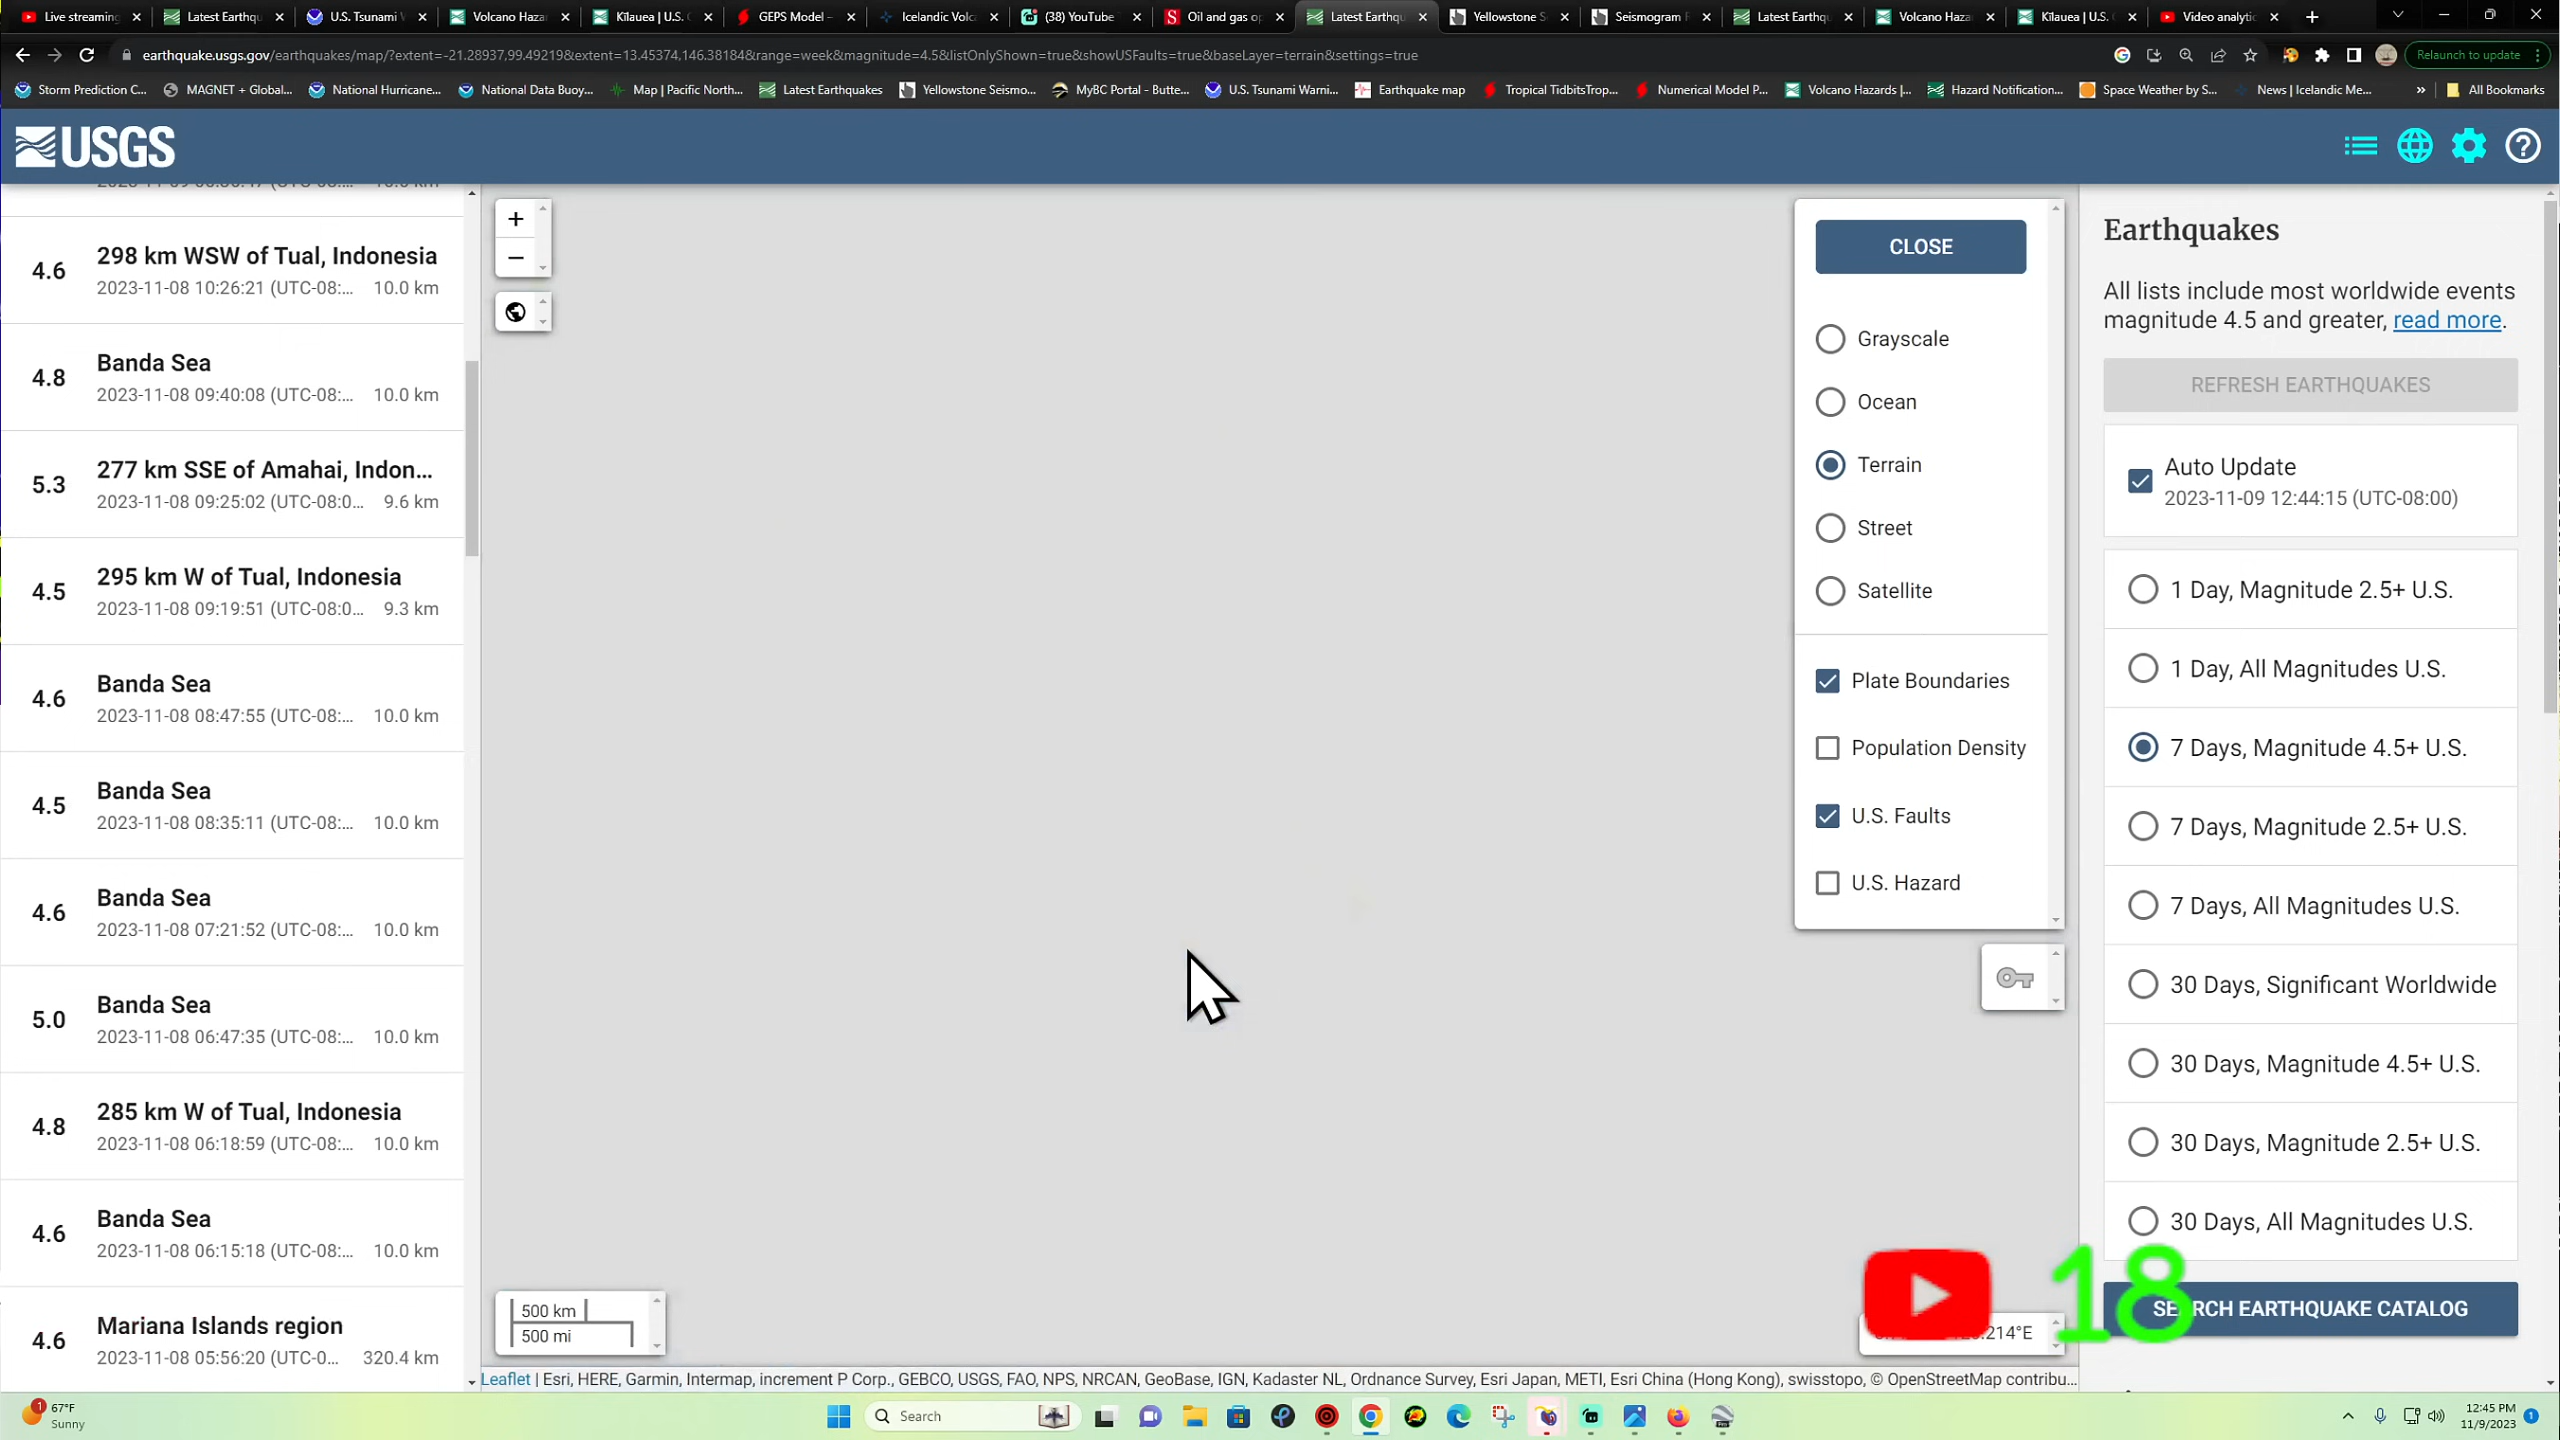 Live streaming
Latest Earthqu
U.S. Tsunami
Volcano Haza
Kīlauea | U.S.
GEPS Model –
Icelandic Volc
(38) YouTube
Oil and gas op
Latest Earthqu
Yellowstone S
Seismogram
Latest Earthqu
Volcano Haza
Kīlauea | U.S.
Video analytic
earthquake.usgs.gov/earthquakes/map/?extent=-21.28937,99.49219&extent=13.45374,146.38184&range=week&magnitude=4.5&listOnlyShown=true&showUSFaults=true&baseLayer=terrain&settings=true
Relaunch to update
Storm Prediction C...
MAGNET + Global...
National Hurricane...
National Data Buoy...
Map | Pacific North...
Latest Earthquakes
Yellowstone Seismo...
MyBC Portal - Butte...
U.S. Tsunami Warni...
Earthquake map
Tropical TidbitsTrop...
Numerical Model P...
Volcano Hazards |...
Hazard Notification...
Space Weather by S...
News | Icelandic Me...
»
All Bookmarks
USGS
10.0 km
4.6
298 km WSW of Tual, Indonesia
2023-11-08 10:26:21 (UTC-08:... 10.0 km
4.8
Banda Sea
2023-11-08 09:40:08 (UTC-08:... 10.0 km
5.3
277 km SSE of Amahai, Indon...
2023-11-08 09:25:02 (UTC-08:0... 9.6 km
4.5
295 km W of Tual, Indonesia
2023-11-08 09:19:51 (UTC-08:0... 9.3 km
4.6
Banda Sea
2023-11-08 08:47:55 (UTC-08:... 10.0 km
4.5
Banda Sea
2023-11-08 08:35:11 (UTC-08:... 10.0 km
4.6
Banda Sea
2023-11-08 07:21:52 (UTC-08:... 10.0 km
5.0
Banda Sea
2023-11-08 06:47:35 (UTC-08:... 10.0 km
4.8
285 km W of Tual, Indonesia
2023-11-08 06:18:59 (UTC-08:... 10.0 km
4.6
Banda Sea
2023-11-08 06:15:18 (UTC-08:... 10.0 km
4.6
Mariana Islands region
2023-11-08 05:56:20 (UTC-0... 320.4 km
+
−
500 km
500 mi
CLOSE
Grayscale
Ocean
Terrain
Street
Satellite
Plate Boundaries
Population Density
U.S. Faults
U.S. Hazard
.214°E
Leaflet | Esri, HERE, Garmin, Intermap, increment P Corp., GEBCO, USGS, FAO, NPS, NRCAN, GeoBase, IGN, Kadaster NL, Ordnance Survey, Esri Japan, METI, Esri China (Hong Kong), swisstopo, © OpenStreetMap contribu...
Earthquakes
All lists include most worldwide events
magnitude 4.5 and greater, read more.
REFRESH EARTHQUAKES
Auto Update
2023-11-09 12:44:15 (UTC-08:00)
1 Day, Magnitude 2.5+ U.S.
1 Day, All Magnitudes U.S.
7 Days, Magnitude 4.5+ U.S.
7 Days, Magnitude 2.5+ U.S.
7 Days, All Magnitudes U.S.
30 Days, Significant Worldwide
30 Days, Magnitude 4.5+ U.S.
30 Days, Magnitude 2.5+ U.S.
30 Days, All Magnitudes U.S.
18
SEARCH EARTHQUAKE CATALOG
1
67°F
Sunny
Search
12:45 PM
11/9/2023
1